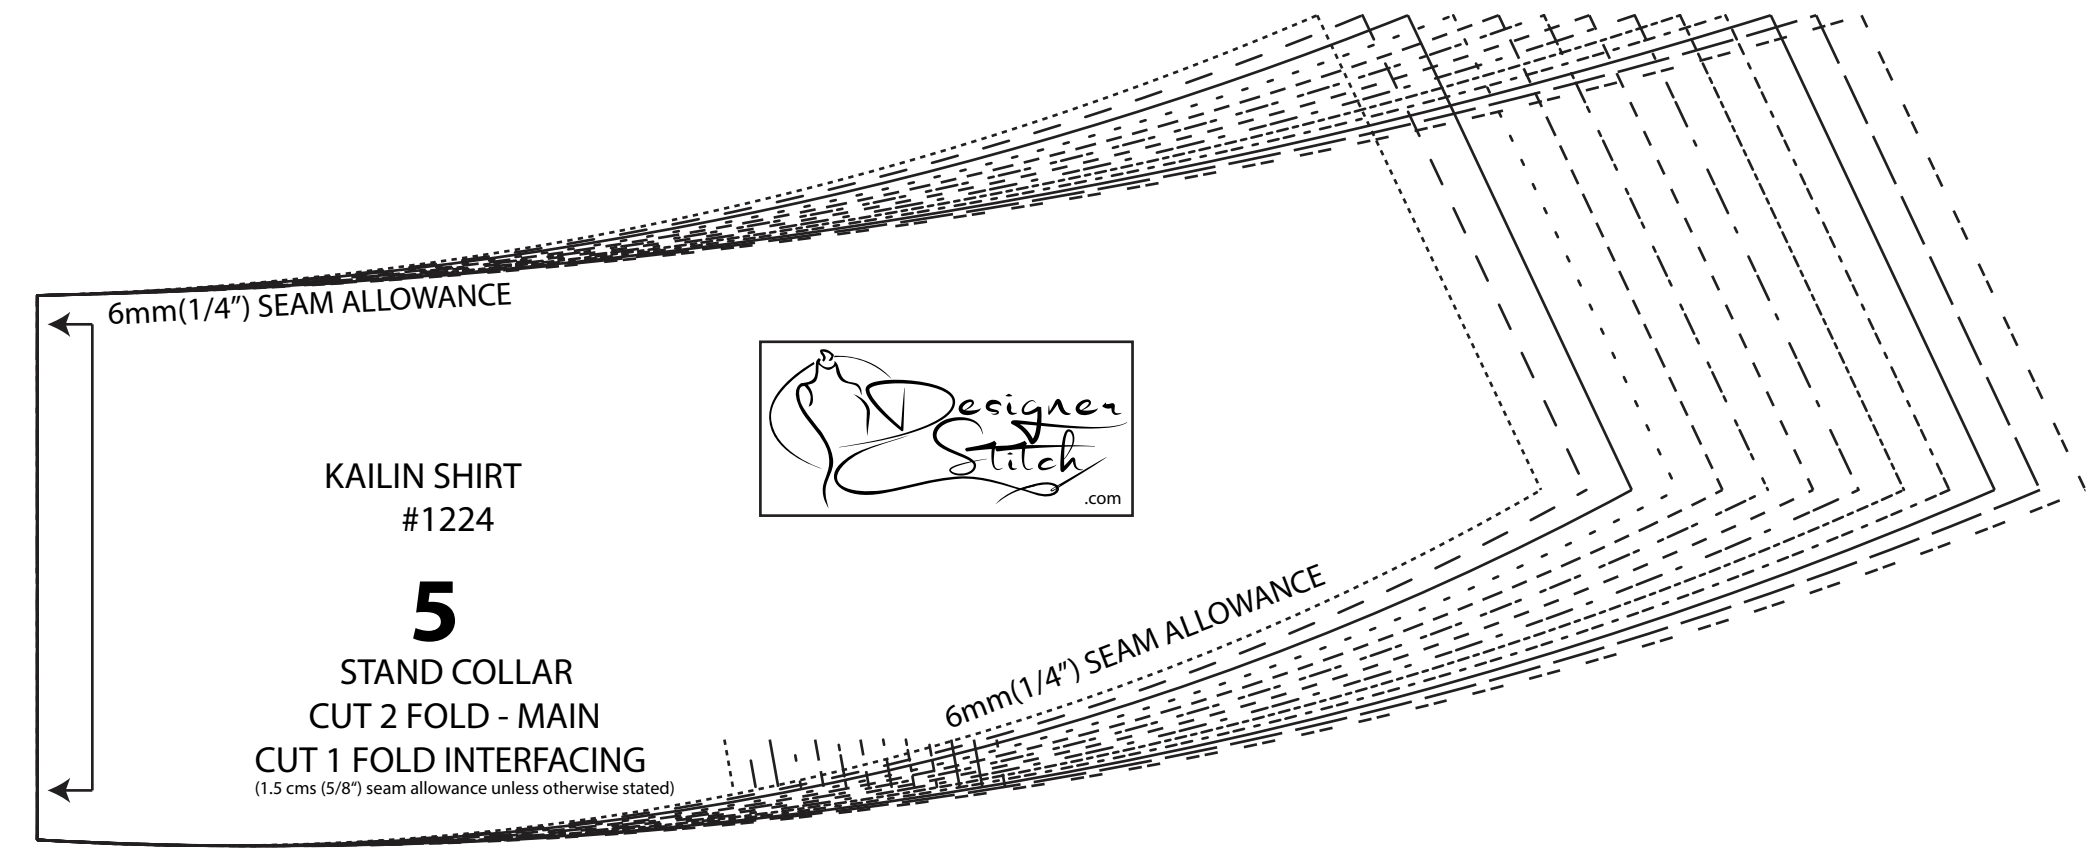 6mm(1/4″) SEAM ALLOWANCE
Designer
Stitch
.com
KAILIN SHIRT
#1224
5
STAND COLLAR
CUT 2 FOLD - MAIN
CUT 1 FOLD INTERFACING
(1.5 cms (5/8“) seam allowance unless otherwise stated)
6mm(1/4″) SEAM ALLOWANCE